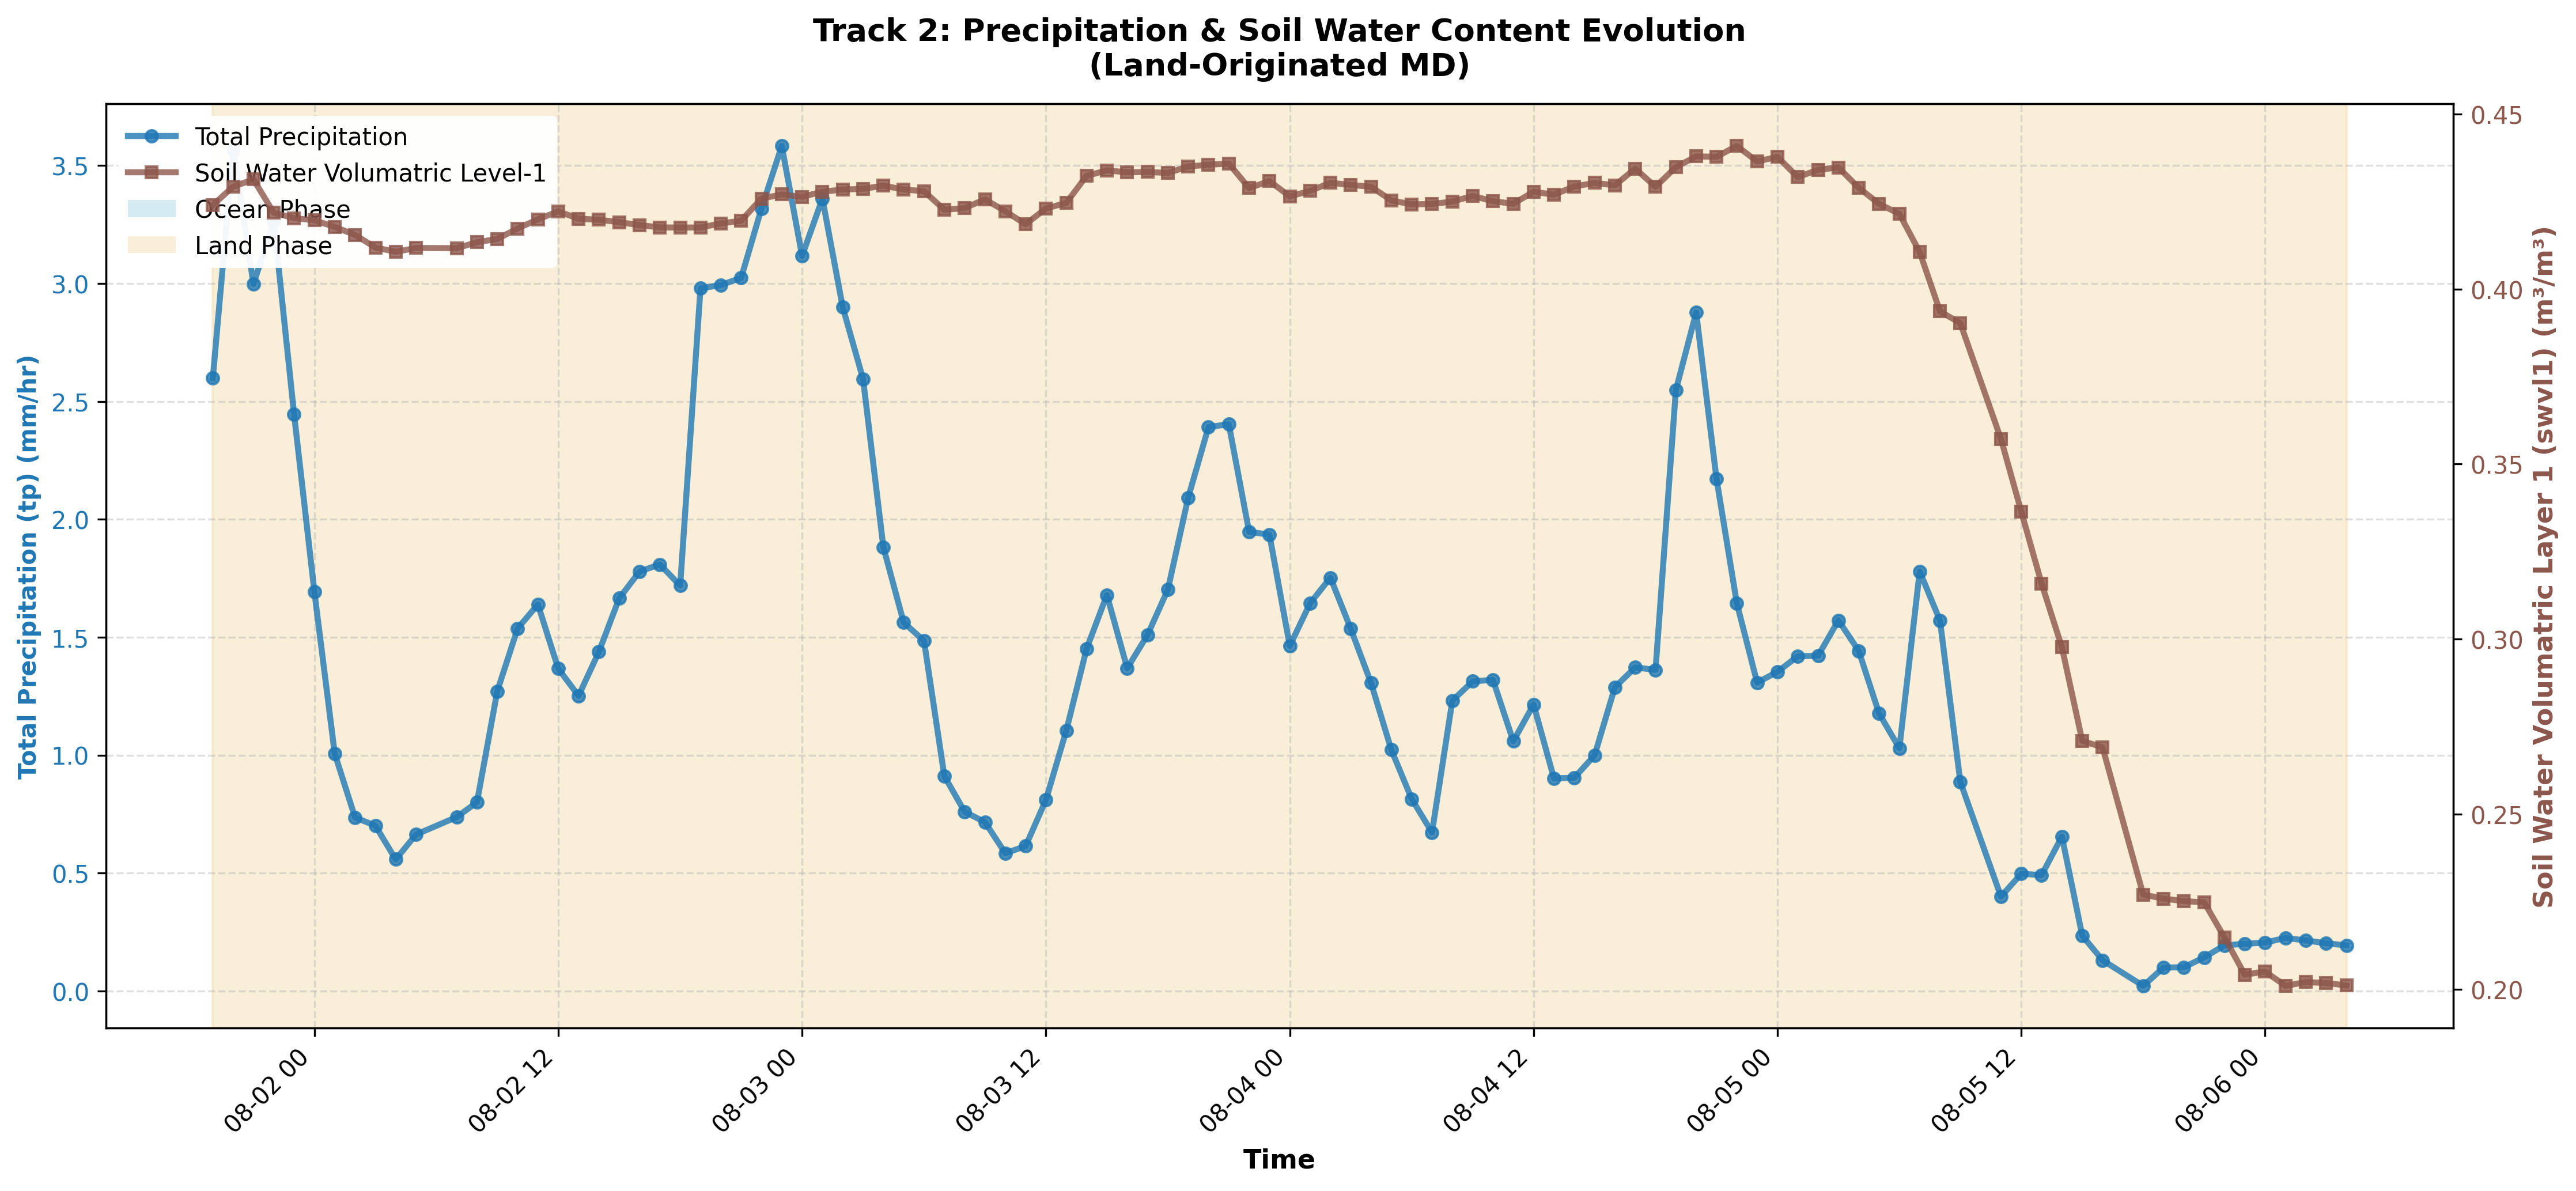 Track 2: Precipitation & Soil Water Content Evolution
(Land-Originated MD)
Total Precipitation
Soil Water Volumatric Level-1
Ocean Phase
Land Phase
Total Precipitation (tp) (mm/hr)
3.5
3.0
2.5
2.0
1.5
1.0
0.5
0.0
0.45
0.40
0.35
0.30
0.25
0.20
Soil Water Volumatric Layer 1 (swvl1) (m³/m³)
08-02 00
08-02 12
08-03 00
08-03 12
08-04 00
08-04 12
08-05 00
08-05 12
08-06 00
Time